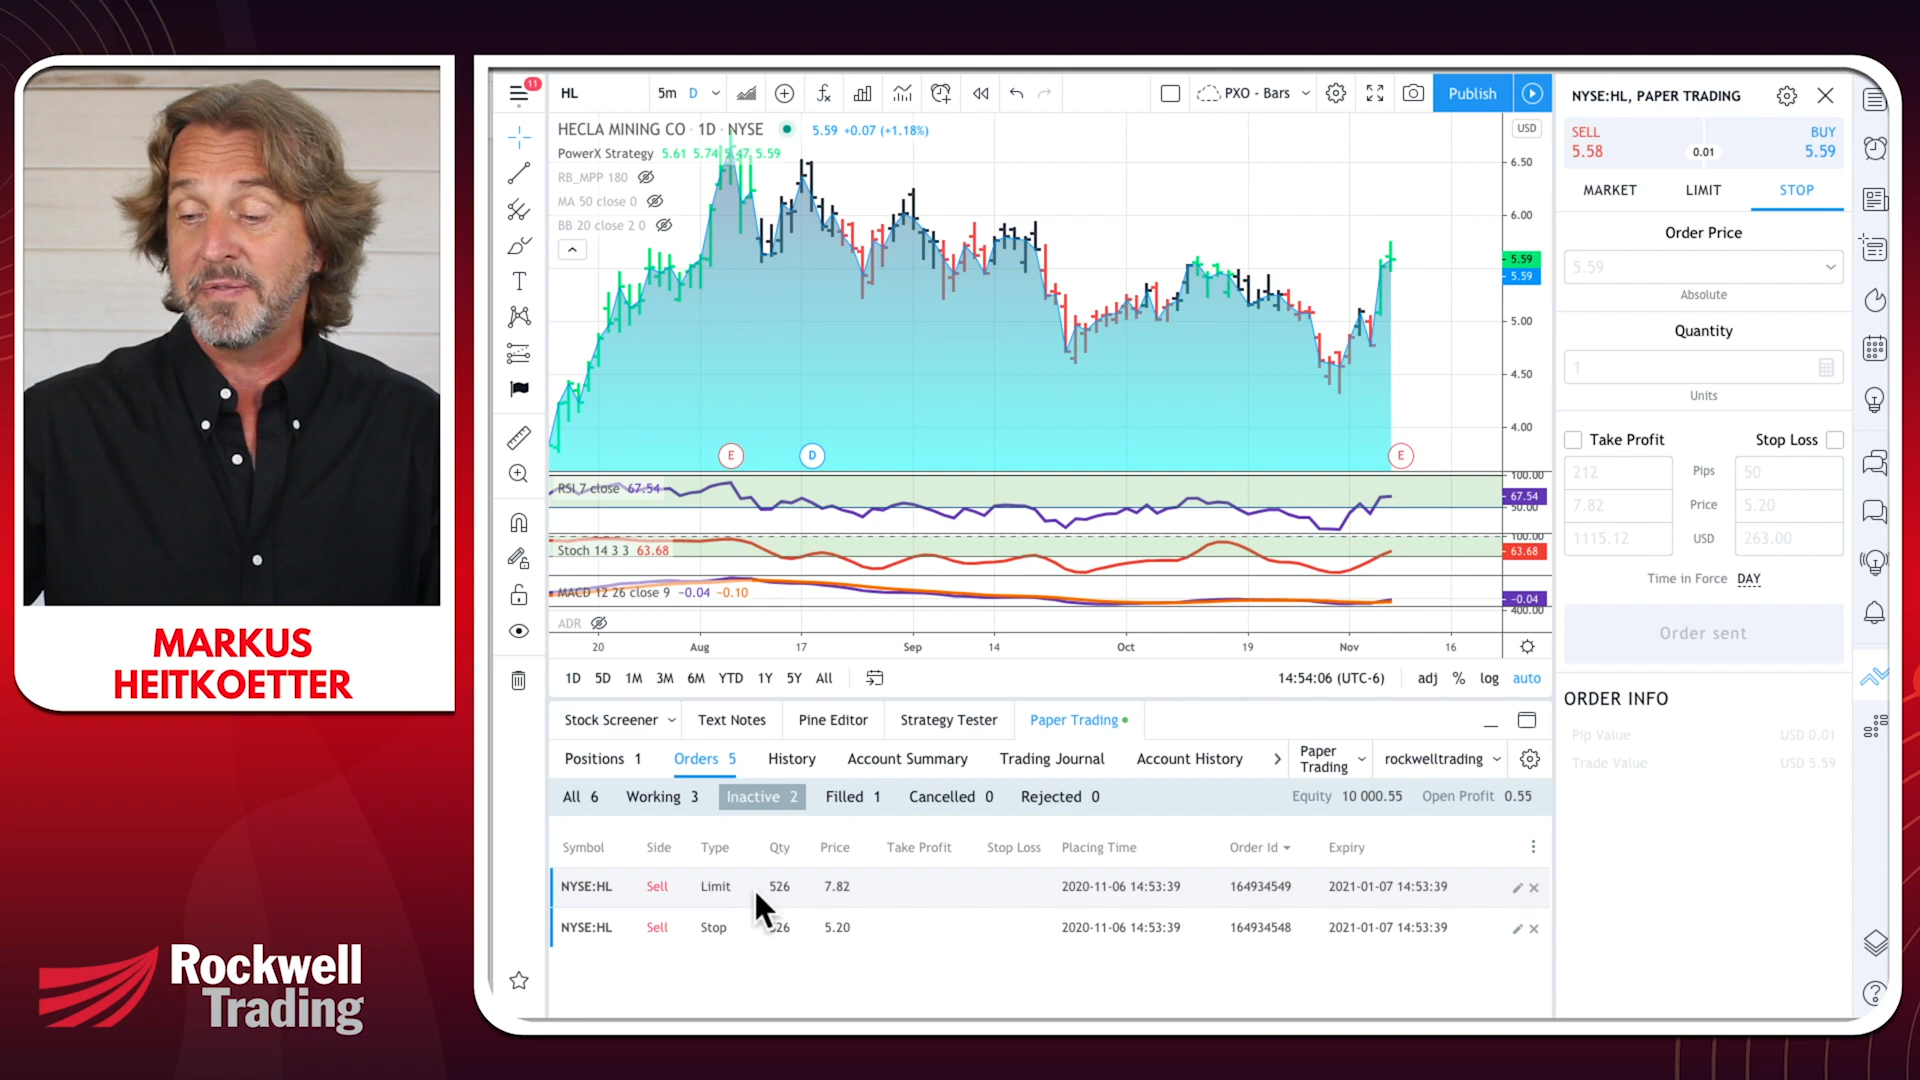 MARKUS
HEITKOETTER
Rockwell
Trading
11
HL
5m D
PXO - Bars
Publish
HECLA MINING CO · 1D · NYSE
5.59 +0.07 (+1.18%)
PowerX Strategy 5.61 5.74 5.47 5.59
RB_MPP 180
MA 50 close 0
BB 20 close 2 0
USD
6.50
6.00
5.59
5.59
5.00
4.50
4.00
E
D
E
RSI 7 close 67.54
100.00
67.54
50.00
Stoch 14 3 3 63.68
100.00
63.68
MACD 12 26 close 9 −0.04 −0.10
−0.04
400.00
ADR
20 Aug 17 Sep 14 Oct 19 Nov 16
1D 5D 1M 3M 6M YTD 1Y 5Y All
14:54:06 (UTC-6) adj % log auto
Stock Screener Text Notes Pine Editor Strategy Tester Paper Trading
Positions 1 Orders 5 History Account Summary Trading Journal Account History
Paper
Trading
rockwelltrading
All 6 Working 3 Inactive 2 Filled 1 Cancelled 0 Rejected 0
Equity 10 000.55 Open Profit 0.55
Symbol Side Type Qty Price Take Profit Stop Loss Placing Time Order Id Expiry
NYSE:HL Sell Limit 526 7.82 2020-11-06 14:53:39 164934549 2021-01-07 14:53:39
NYSE:HL Sell Stop 526 5.20 2020-11-06 14:53:39 164934548 2021-01-07 14:53:39
NYSE:HL, PAPER TRADING
SELL
5.58
0.01
BUY
5.59
MARKET LIMIT STOP
Order Price
5.59
Absolute
Quantity
1
Units
Take Profit Stop Loss
212 Pips 50
7.82 Price 5.20
1115.12 USD 263.00
Time in Force DAY
Order sent
ORDER INFO
Pip Value USD 0.01
Trade Value USD 5.59